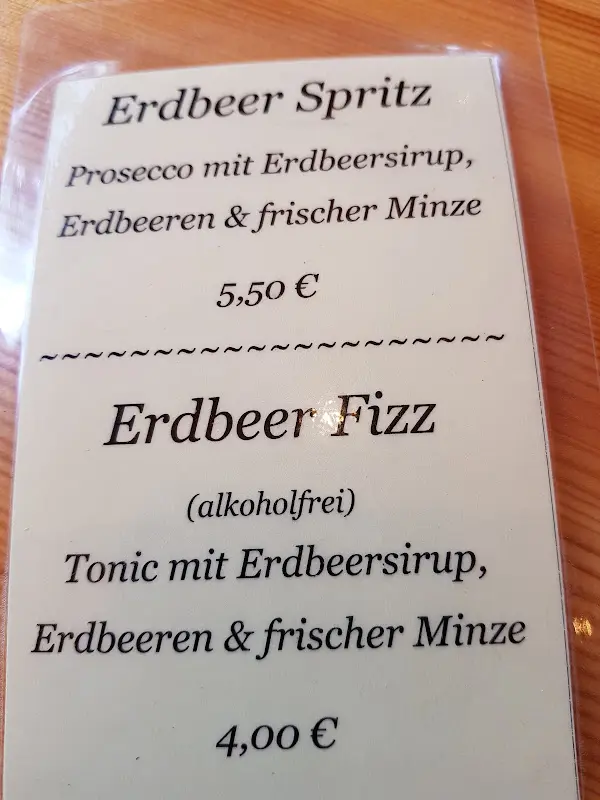 Erdbeer Spritz
Prosecco mit Erdbeersirup,
Erdbeeren & frischer Minze
5,50 €
~~~~~~~~~~~~~~~~~~~~~
Erdbeer Fizz
(alkoholfrei)
Tonic mit Erdbeersirup,
Erdbeeren & frischer Minze
4,00 €